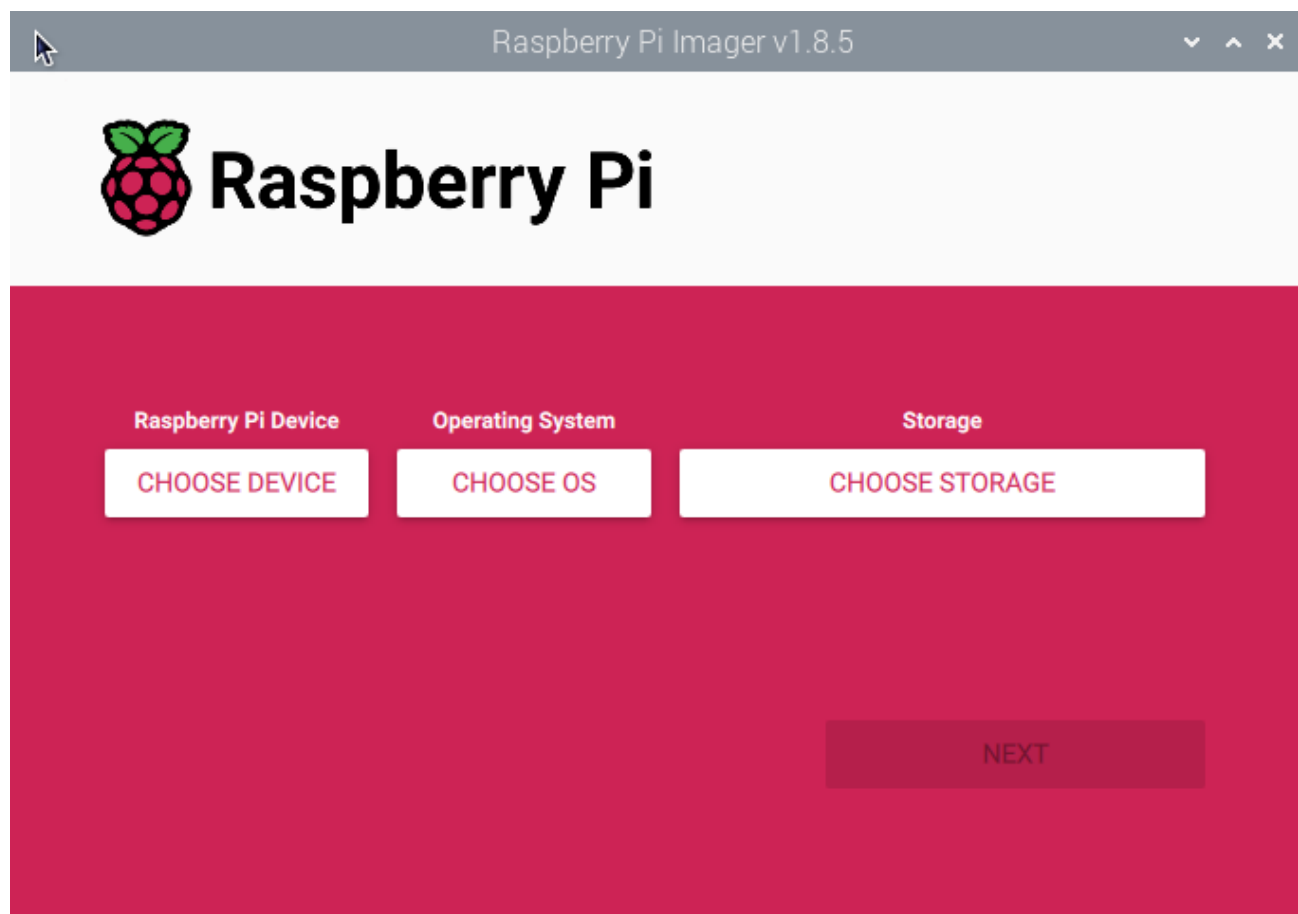 Raspberry Pi Imager v1.8.5
Raspberry Pi
Raspberry Pi Device
Operating System
Storage
CHOOSE DEVICE
CHOOSE OS
CHOOSE STORAGE
NEXT